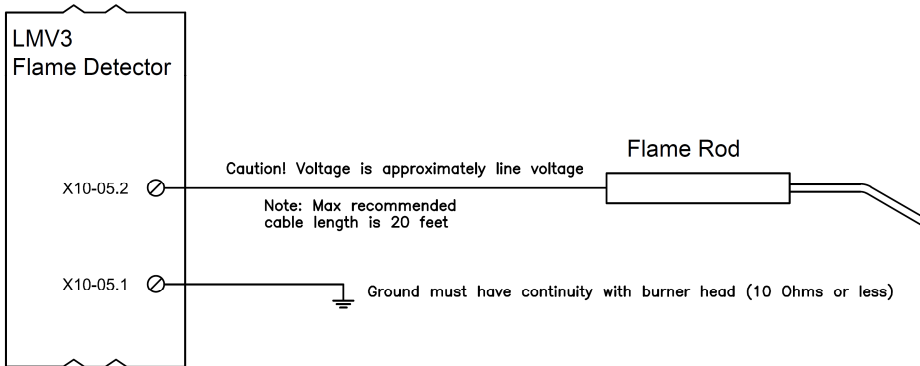 LMV3
Flame Detector
Flame Rod
Caution! Voltage is approximately line voltage
X10-05.2
Note: Max recommended
cable length is 20 feet
X10-05.1
Ground must have continuity with burner head (10 Ohms or less)